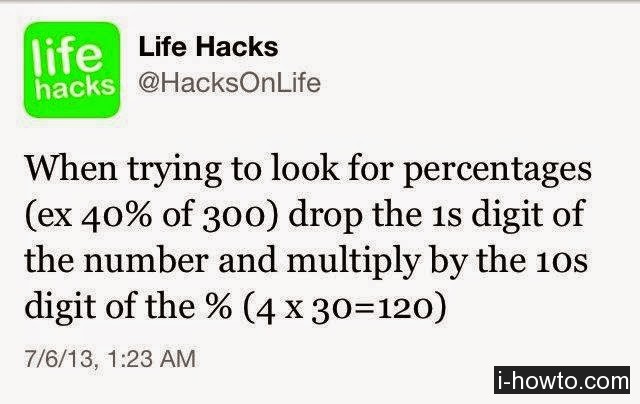 life
hacks
Life Hacks
@HacksOnLife
When trying to look for percentages
(ex 40% of 300) drop the 1s digit of
the number and multiply by the 10s
digit of the % (4 x 30=120)
7/6/13, 1:23 AM
i-howto.com